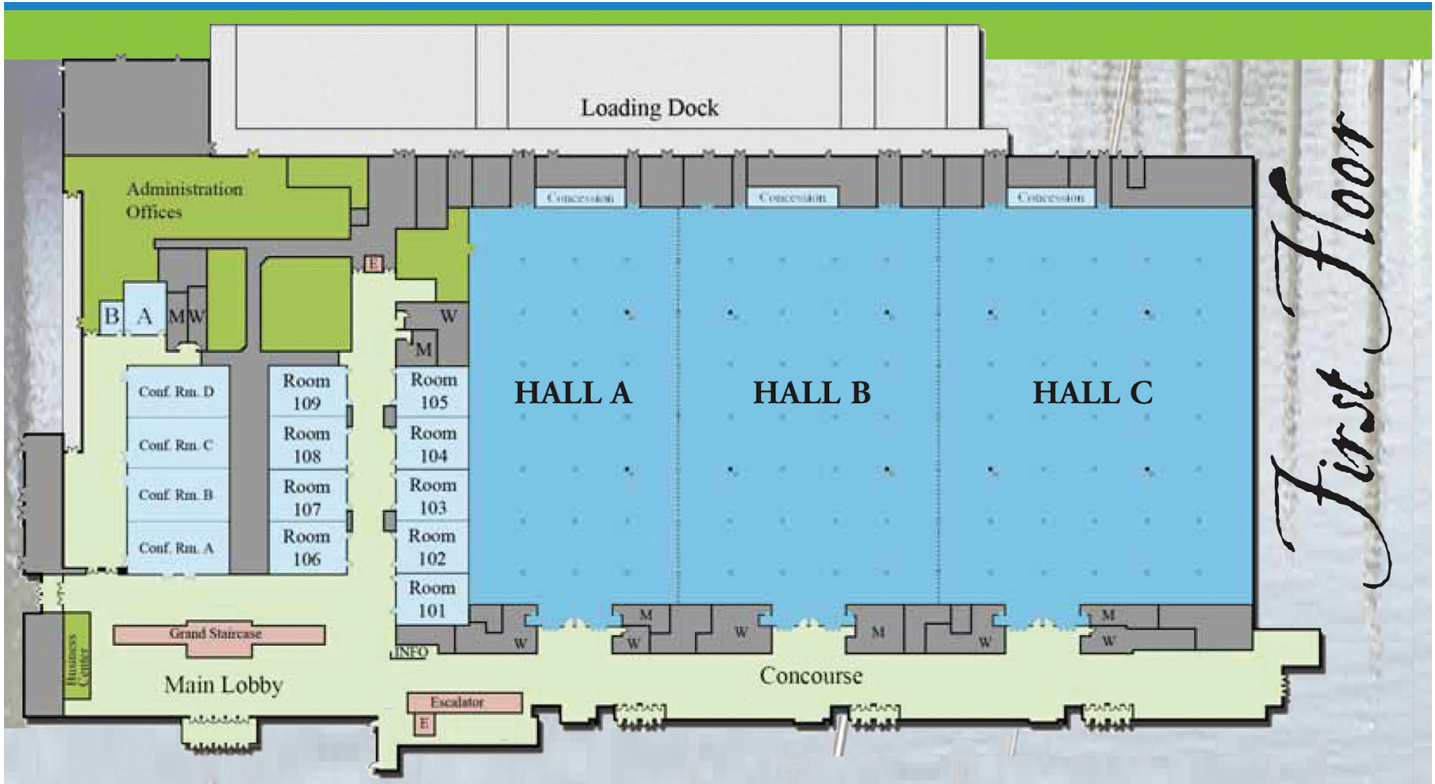 Loading Dock
Administration
Offices
Concession
Concession
Concession
E
B
A
M
W
W
M
HALL A
HALL B
HALL C
First Floor
Conf. Rm. D
Conf. Rm. C
Conf. Rm. B
Conf. Rm. A
Room
109
Room
108
Room
107
Room
106
Room
105
Room
104
Room
103
Room
102
Room
101
M
W
W
W
M
W
M
W
INFO
Grand Staircase
Business
Center
Main Lobby
Concourse
Escalator
E